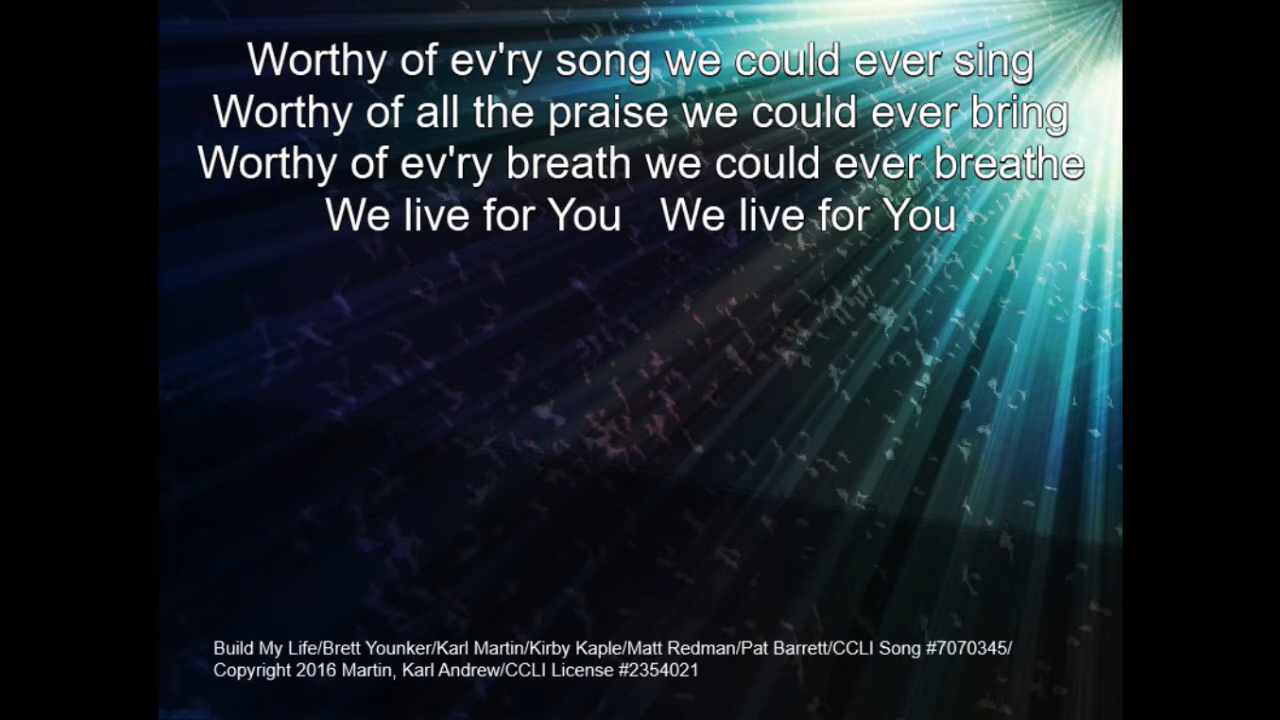 Worthy of ev'ry song we could ever sing
Worthy of all the praise we could ever bring
Worthy of ev'ry breath we could ever breathe
We live for You We live for You
Build My Life/Brett Younker/Karl Martin/Kirby Kaple/Matt Redman/Pat Barrett/CCLI Song #7070345/
Copyright 2016 Martin, Karl Andrew/CCLI License #2354021